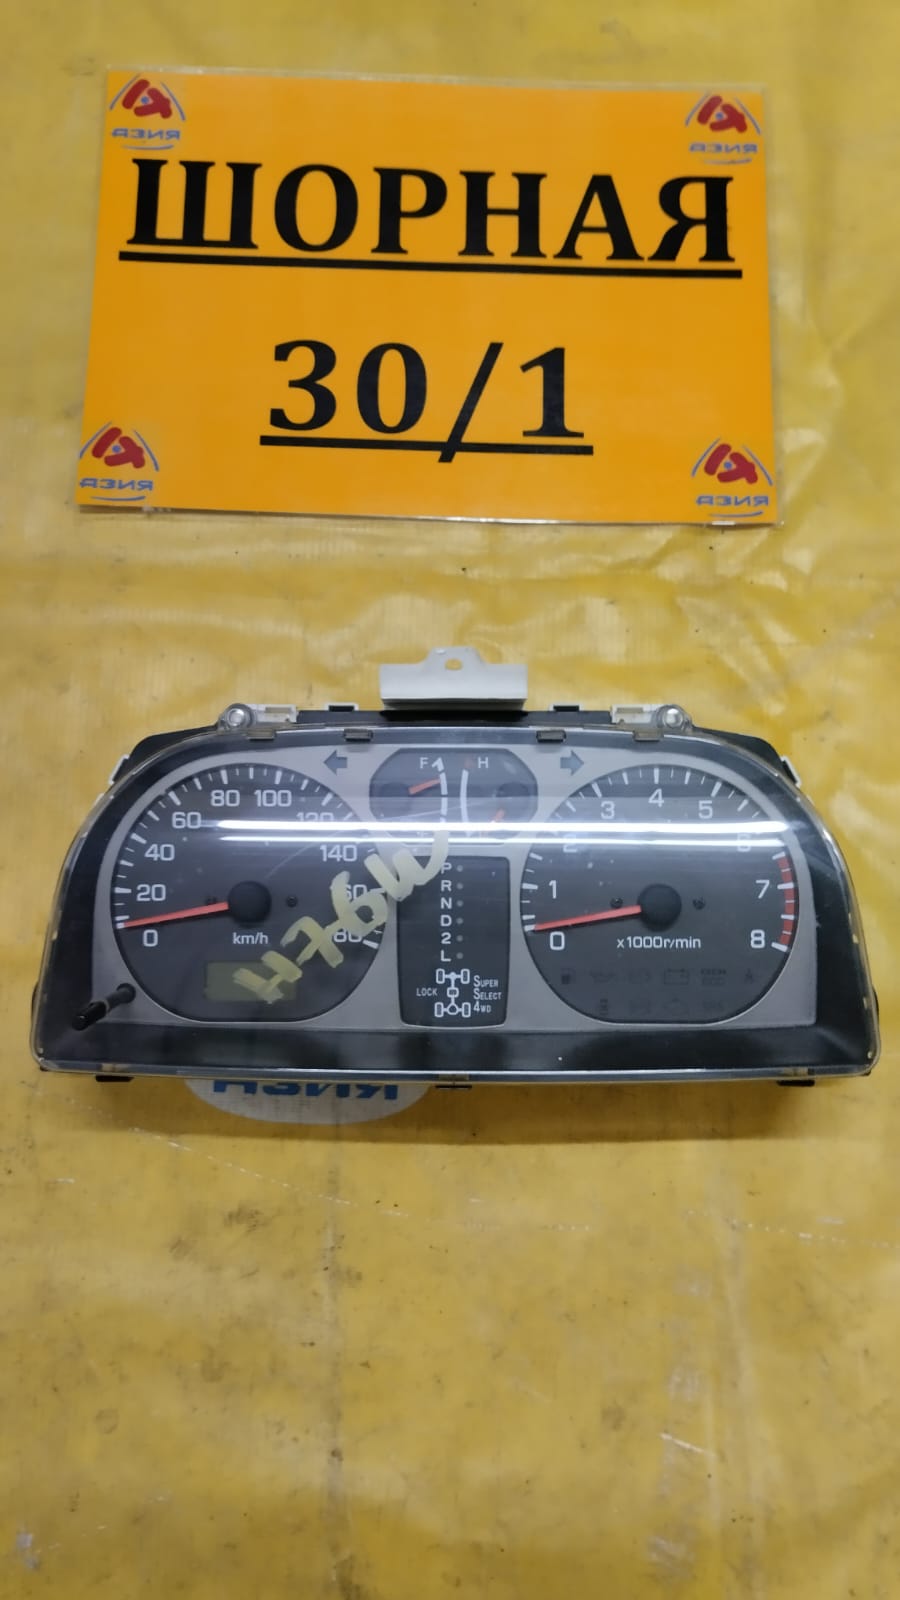 АЗИЯ АЗИЯ
ШОРНАЯ
30/1
АЗИЯ АЗИЯ
F H
0 20 40 60 80 100 120 140 160 180
km/h
P
R
N
D
2
L
LOCK
SUPER
SELECT
4WD
0 1 2 3 4 5 6 7 8
x1000r/min
H76W
АЗИЯ